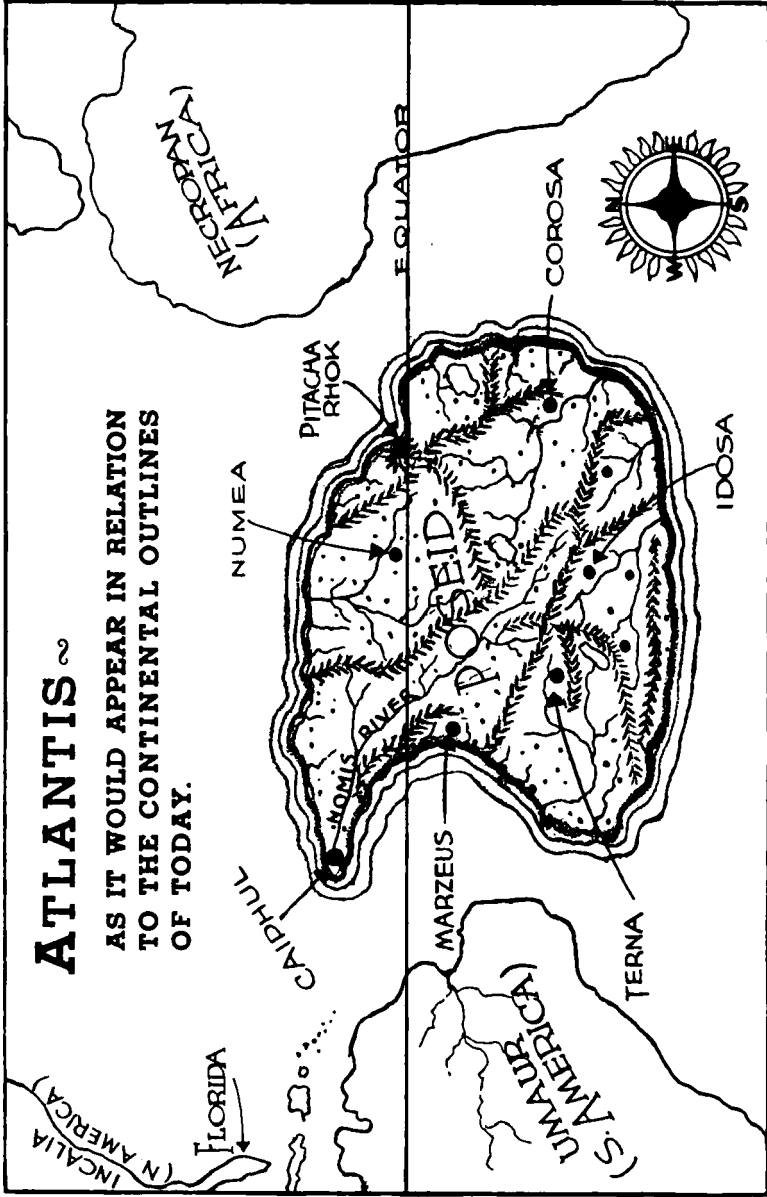 ATLANTIS ~
AS IT WOULD APPEAR IN RELATION
TO THE CONTINENTAL OUTLINES
OF TODAY.
INCALIA
(N AMERICA)
FLORIDA
CAIPHUL
NUMEA
PITACHA
RHOK
NECROPAN
(AFRICA)
EQUATOR
NOMIS RIVER
POSEID
MARZEUS
UMAUR
(S. AMERICA)
TERNA
IDOSA
COROSA
N
W
S